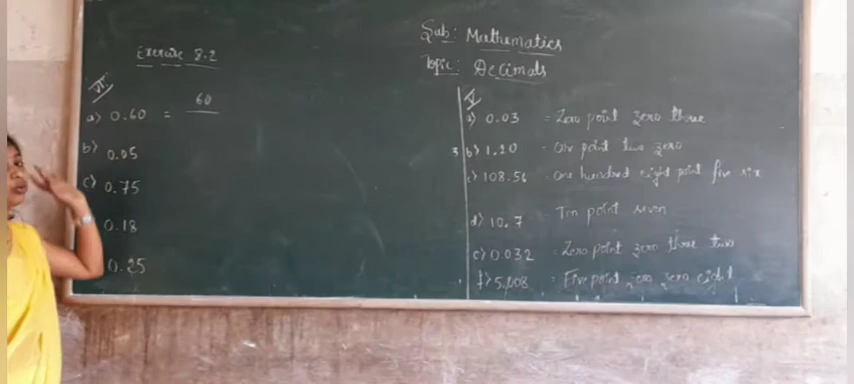 Sub: Mathematics
Topic: Decimals
Exercise 8.2
VI
a) 0.60 = 60
b) 0.05
c) 0.75
0.18
0.25
V
a) 0.03 = Zero point zero three
b) 1.20 = One point two zero
c) 108.56 = One hundred eight point five six
d) 10.7 Ten point seven
e) 0.032 = Zero point zero three two
f) 5.008 = Five point zero zero eight